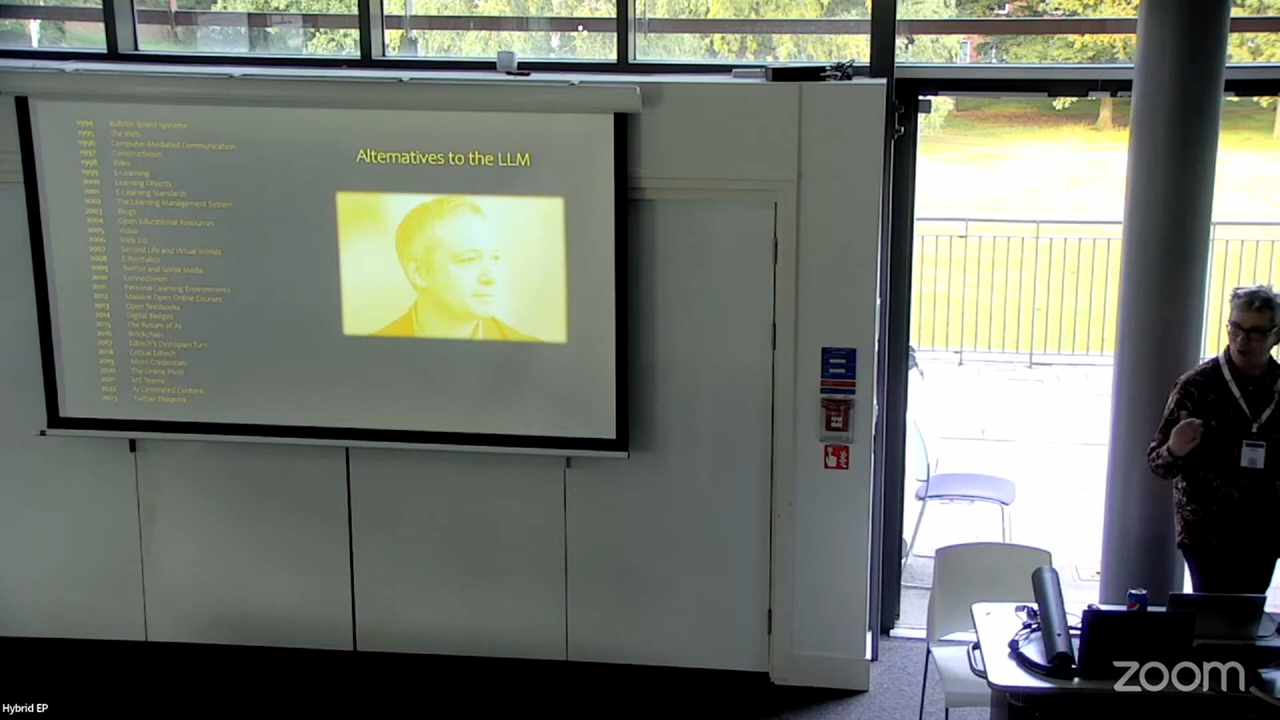 1994 Bulletin Board Systems
1995 The Web
1996 Computer-Mediated Communication
1997 Constructivism
1998 Wikis
1999 E-Learning
2000 Learning Objects
2001 E-Learning Standards
2002 The Learning Management System
2003 Blogs
2004 Open Educational Resources
2005 Video
2006 Web 2.0
2007 Second Life and Virtual Worlds
2008 E-Portfolios
2009 Twitter and Social Media
2010 Connectivism
2011 Personal Learning Environments
2012 Massive Open Online Courses
2013 Open Textbooks
2014 Digital Badges
2015 The Return of AI
2016 Blockchain
2017 Edtech's Dystopian Turn
2018 Critical Edtech
2019 Micro Credentials
2020 The Online Pivot
2021 MS Teams
2022 AI Generated Content
2023 Twitter Diaspora
Alternatives to the LLM
zoom
Hybrid EP